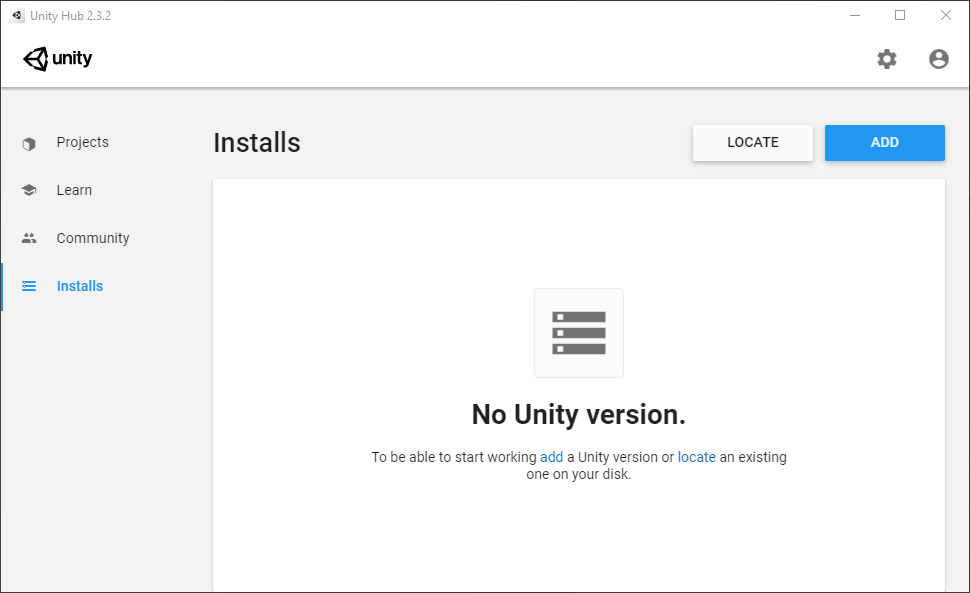 Unity Hub 2.3.2
unity
Projects
Learn
Community
Installs
Installs
LOCATE
ADD
No Unity version.
To be able to start working add a Unity version or locate an existing
one on your disk.